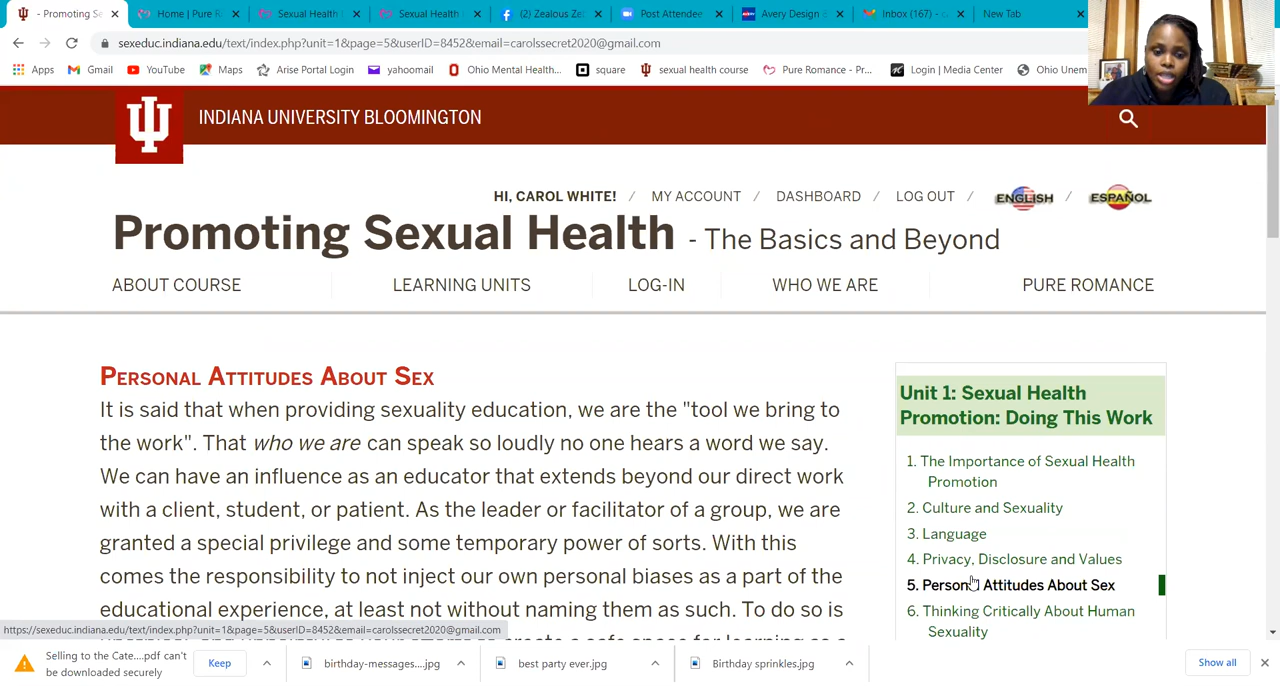 - Promoting Se
Home | Pure R
Sexual Health
Sexual Health
(2) Zealous Ze
Post Attendee
Avery Design
Inbox (167) -
New Tab
sexeduc.indiana.edu/text/index.php?unit=1&page=5&userID=8452&email=carolssecret2020@gmail.com
Apps
Gmail
YouTube
Maps
Arise Portal Login
yahoomail
Ohio Mental Health...
square
sexual health course
Pure Romance - Pr...
Login | Media Center
Ohio Unem
INDIANA UNIVERSITY BLOOMINGTON
HI, CAROL WHITE! / MY ACCOUNT / DASHBOARD / LOG OUT / ENGLISH / ESPAÑOL
Promoting Sexual Health - The Basics and Beyond
ABOUT COURSE
LEARNING UNITS
LOG-IN
WHO WE ARE
PURE ROMANCE
Personal Attitudes About Sex
It is said that when providing sexuality education, we are the "tool we bring to
the work". That who we are can speak so loudly no one hears a word we say.
We can have an influence as an educator that extends beyond our direct work
with a client, student, or patient. As the leader or facilitator of a group, we are
granted a special privilege and some temporary power of sorts. With this
comes the responsibility to not inject our own personal biases as a part of the
educational experience, at least not without naming them as such. To do so is
Unit 1: Sexual Health
Promotion: Doing This Work
1. The Importance of Sexual Health
Promotion
2. Culture and Sexuality
3. Language
4. Privacy, Disclosure and Values
5. Personal Attitudes About Sex
6. Thinking Critically About Human
Sexuality
https://sexeduc.indiana.edu/text/index.php?unit=1&page=5&userID=8452&email=carolssecret2020@gmail.com
Selling to the Cate....pdf can't
be downloaded securely
Keep
birthday-messages....jpg
best party ever.jpg
Birthday sprinkles.jpg
Show all